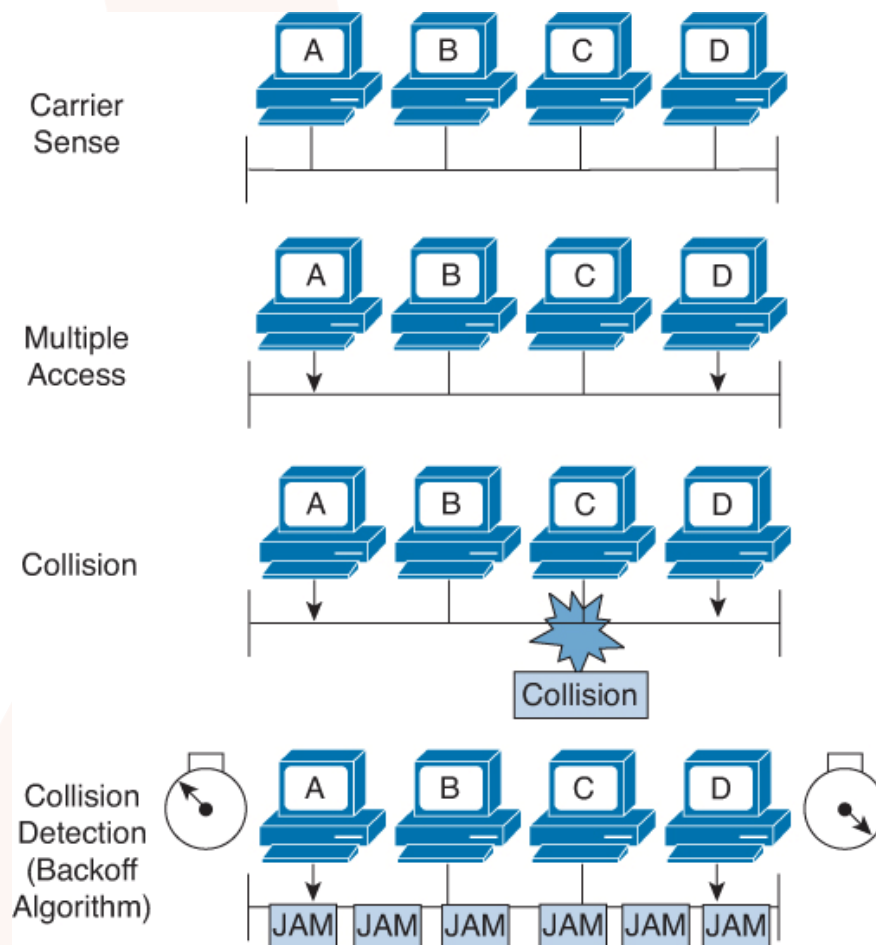 A B C D
Carrier
Sense
A B C D
Multiple
Access
A B C D
Collision
Collision
A B C D
Collision
Detection
(Backoff
Algorithm)
JAM JAM JAM JAM JAM JAM